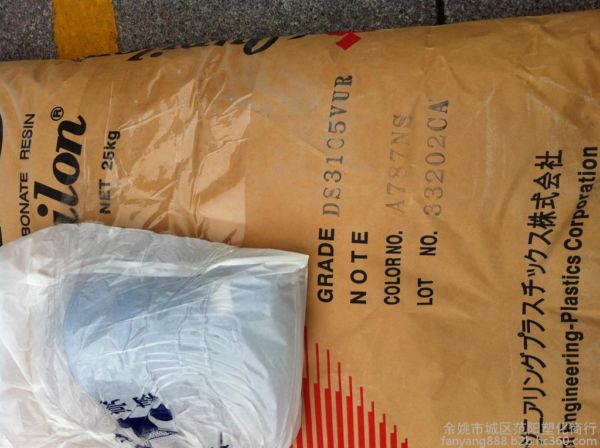 BONATE RESIN
ilon®
NET 25kg
GRADE DS3105VUR
NOTE
COLOR NO. A787NS
LOT NO. 33202CA
ニアリングプラスチックス株式会社
Engineering-Plastics Corporation
余姚市城区范阳塑化商行
fanyang888.b2b.hc360.com